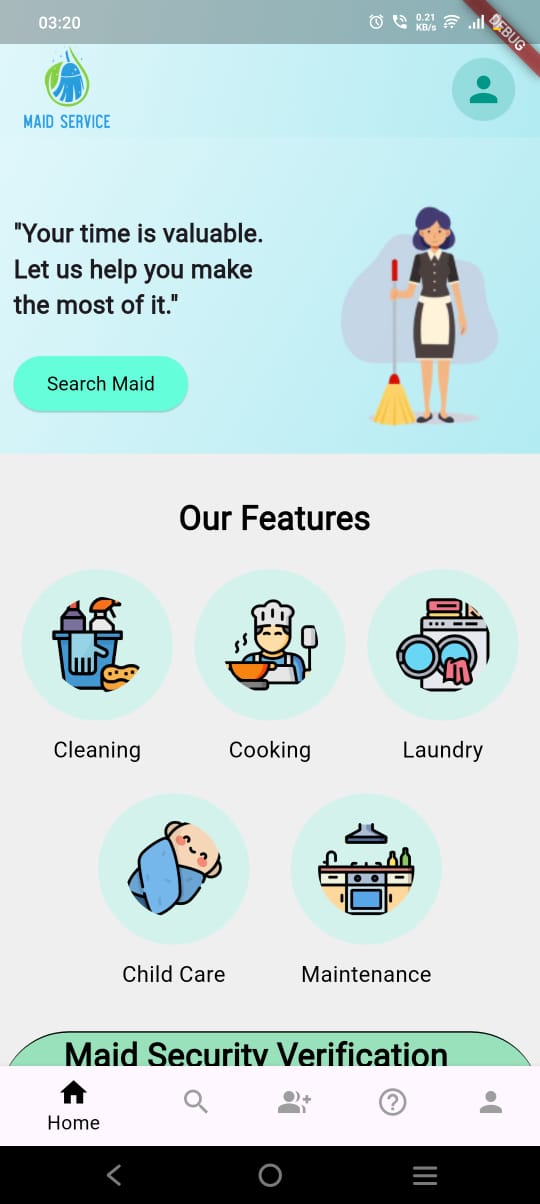 03:20
0.21
KB/s
DEBUG
MAID SERVICE
"Your time is valuable.
Let us help you make
the most of it."
Search Maid
Our Features
Cleaning
Cooking
Laundry
Child Care
Maintenance
Maid Security Verification
Home